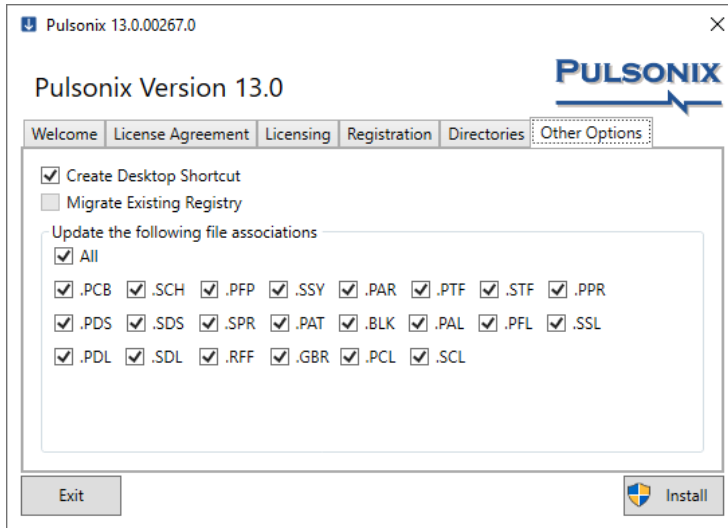 Pulsonix 13.0.00267.0
Pulsonix Version 13.0
PULSONIX
Welcome License Agreement Licensing Registration Directories Other Options
Create Desktop Shortcut
Migrate Existing Registry
Update the following file associations
All
.PCB .SCH .PFP .SSY .PAR .PTF .STF .PPR
.PDS .SDS .SPR .PAT .BLK .PAL .PFL .SSL
.PDL .SDL .RFF .GBR .PCL .SCL
Exit Install